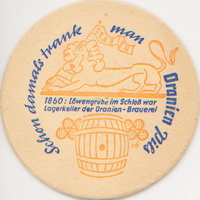 Schon damals trank man Oranien Pils
1860: Löwengrube im Schloß war
Lagerkeller der Oranien-Brauerei